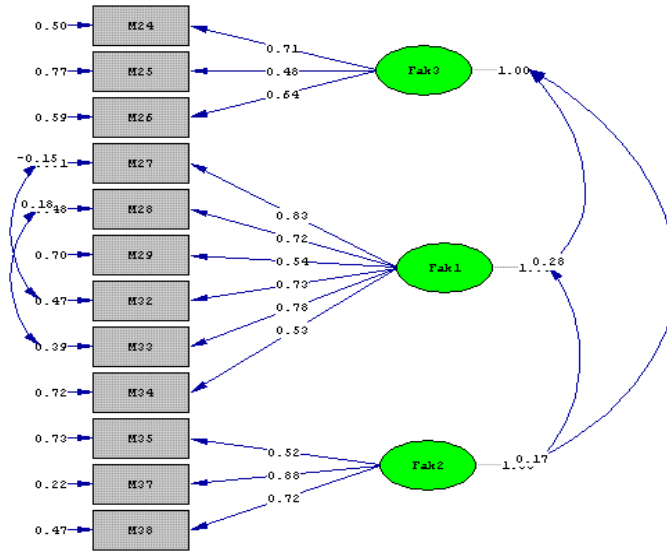 0.50 M24
0.71
0.77 M25 0.48 Fak3 1.00
0.64
0.59 M26
-0.15 M27
0.18 M28 0.83
0.72
0.70 M29 0.54 Fak1 0.28
0.73
0.47 M32
0.78
0.53
0.39 M33
0.72 M34
0.73 M35
0.52
Fak2 0.17
0.22 M37 0.88
0.72
0.47 M38